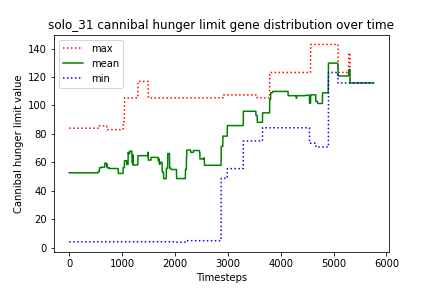 solo_31 cannibal hunger limit gene distribution over time
max
mean
min
Cannibal hunger limit value
140
120
100
80
60
40
20
0
0 1000 2000 3000 4000 5000 6000
Timesteps